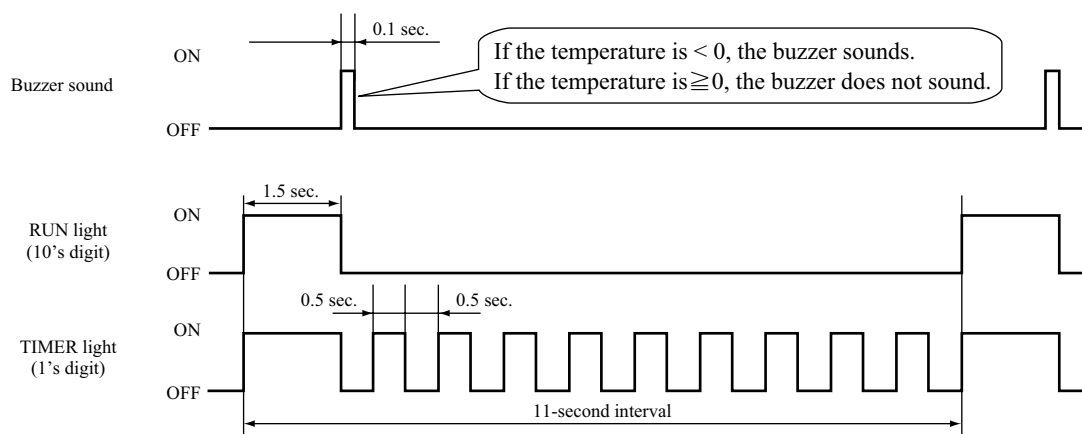 0.1 sec.
ON
If the temperature is < 0, the buzzer sounds.
If the temperature is≧0, the buzzer does not sound.
Buzzer sound
OFF
1.5 sec.
ON
RUN light
(10’s digit)
OFF
0.5 sec.
0.5 sec.
ON
TIMER light
(1’s digit)
OFF
11-second interval